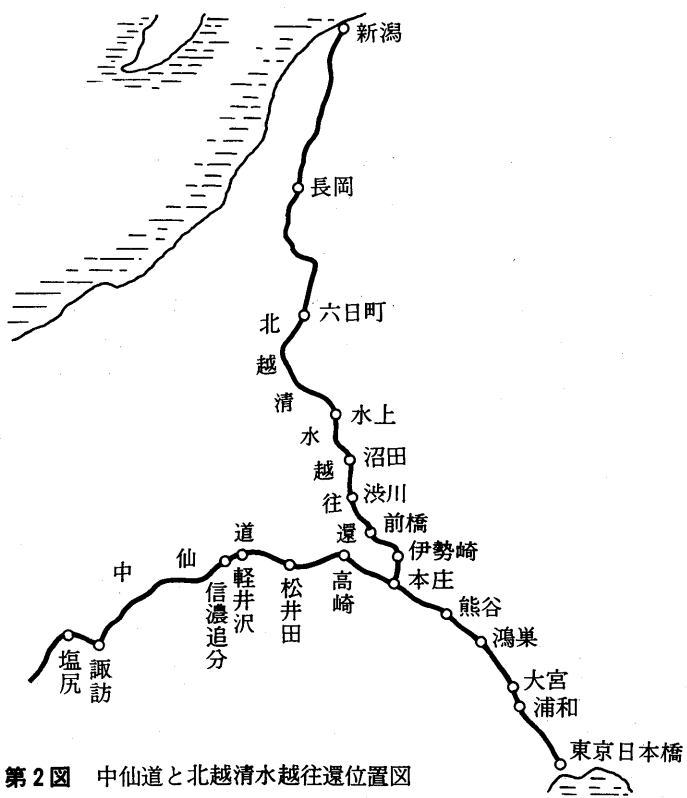 新潟
長岡
六日町
北越清水越往還
水上
沼田
渋川
前橋
伊勢崎
本庄
中仙道
高崎
松井田
軽井沢
信濃追分
諏訪
塩尻
熊谷
鴻巣
大宮
浦和
東京日本橋
第2図 中仙道と北越清水越往還位置図